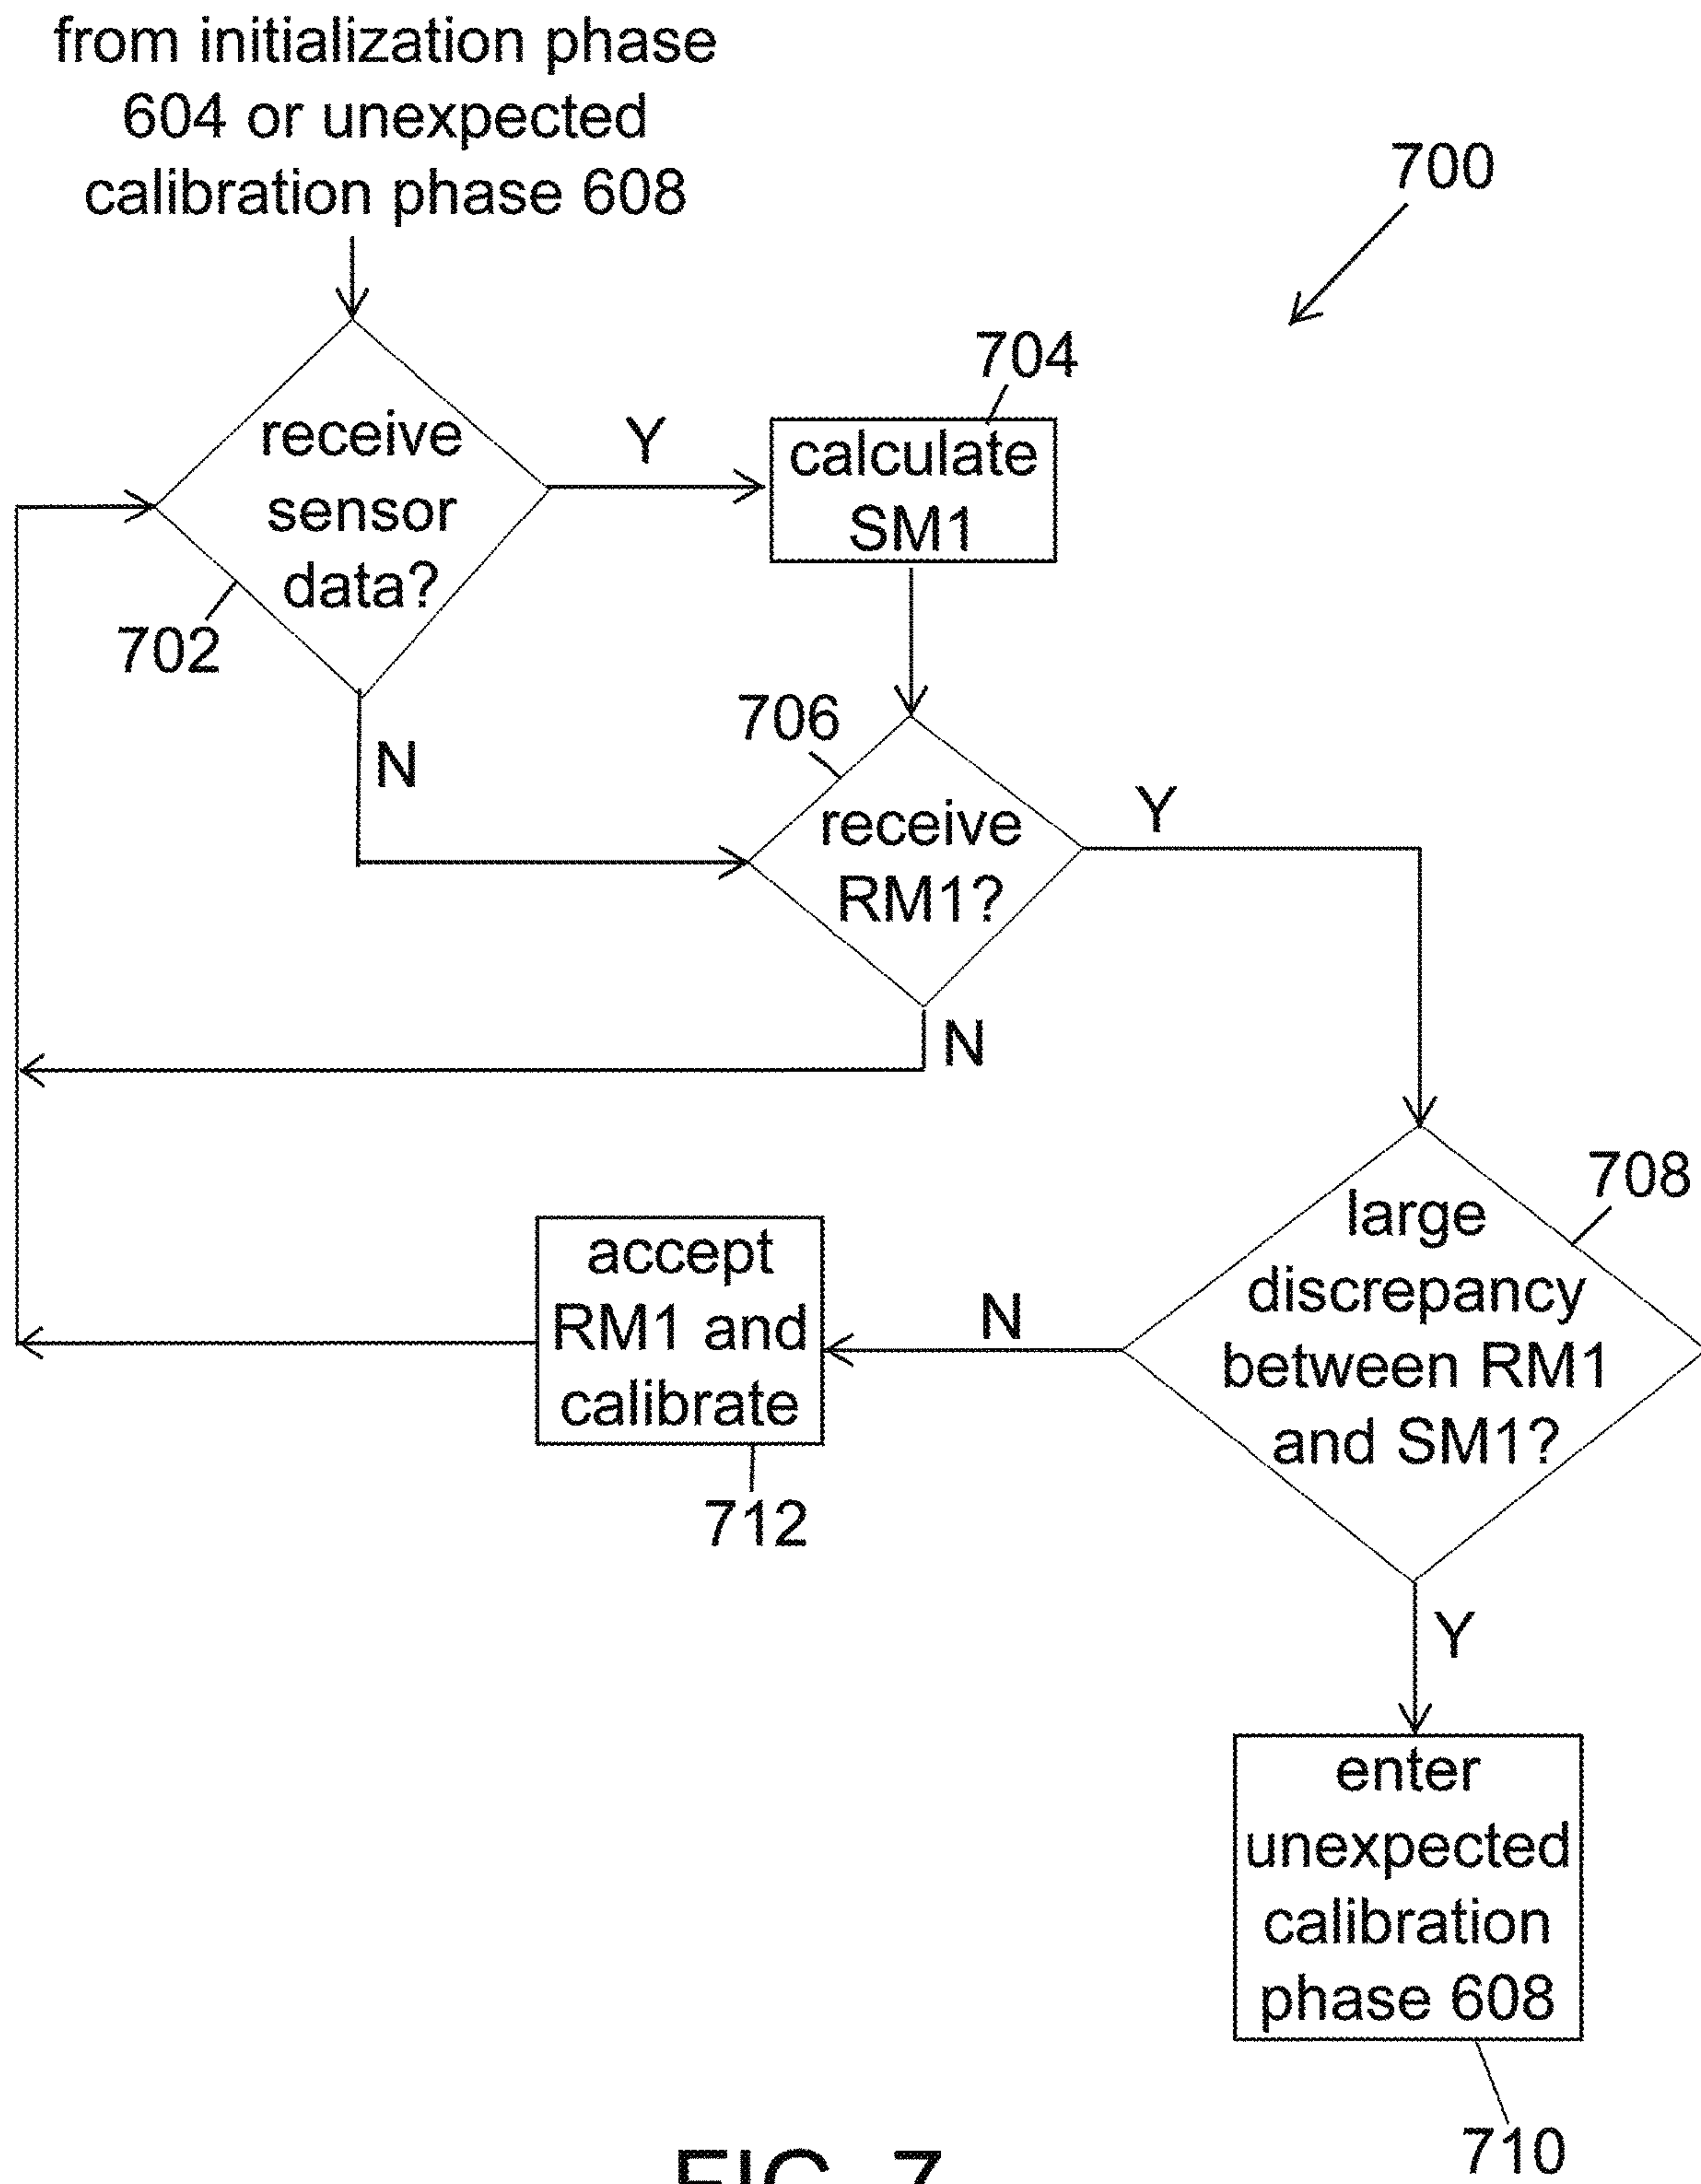 from initialization phase
604 or unexpected
calibration phase 608
700
704
receive
sensor
data?
Y
calculate
SM1
702
N
706
receive
RM1?
Y
N
708
large
discrepancy
between RM1
and SM1?
N
accept
RM1 and
calibrate
712
Y
enter
unexpected
calibration
phase 608
710
FIG. 7